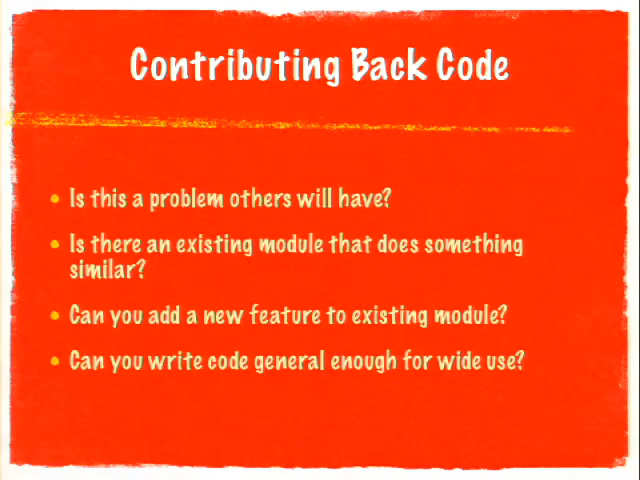 Contributing Back Code
• Is this a problem others will have?
• Is there an existing module that does something
similar?
• Can you add a new feature to existing module?
• Can you write code general enough for wide use?